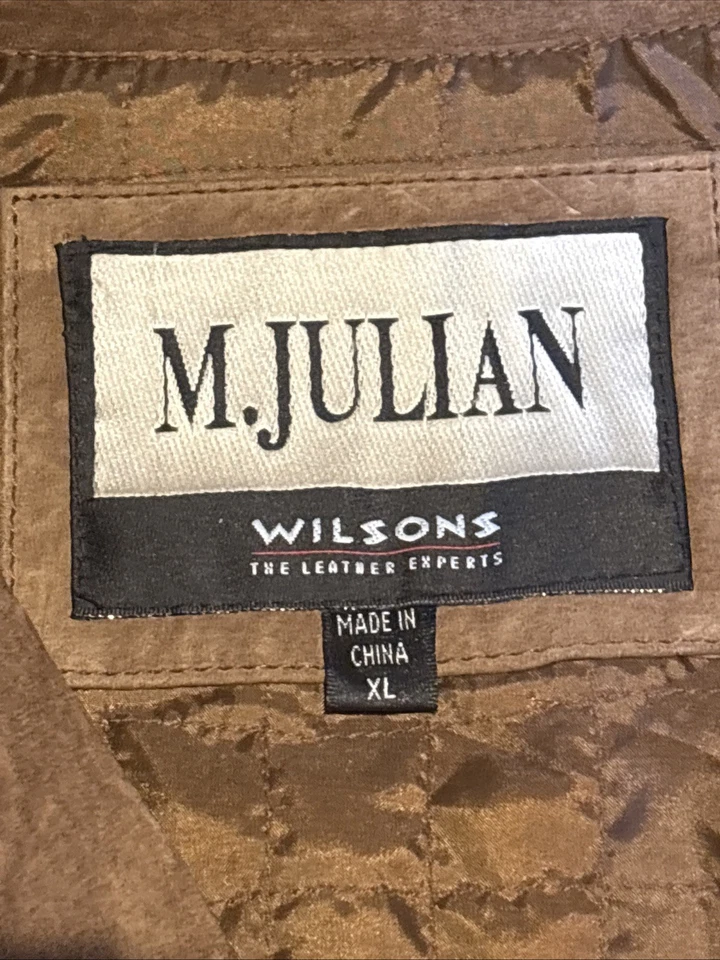 M.JULIAN
WILSONS
THE LEATHER EXPERTS
MADE IN
CHINA
XL